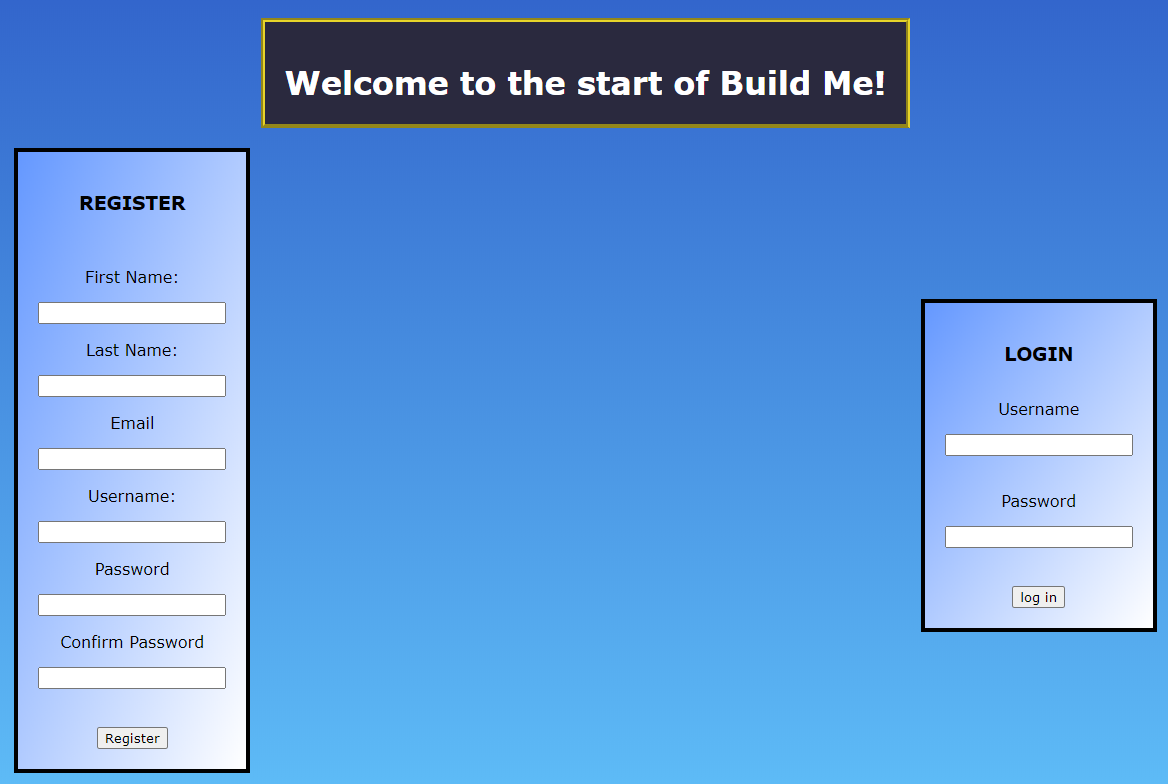 Welcome to the start of Build Me!
REGISTER
First Name:
Last Name:
Email
Username:
Password
Confirm Password
Register
LOGIN
Username
Password
log in